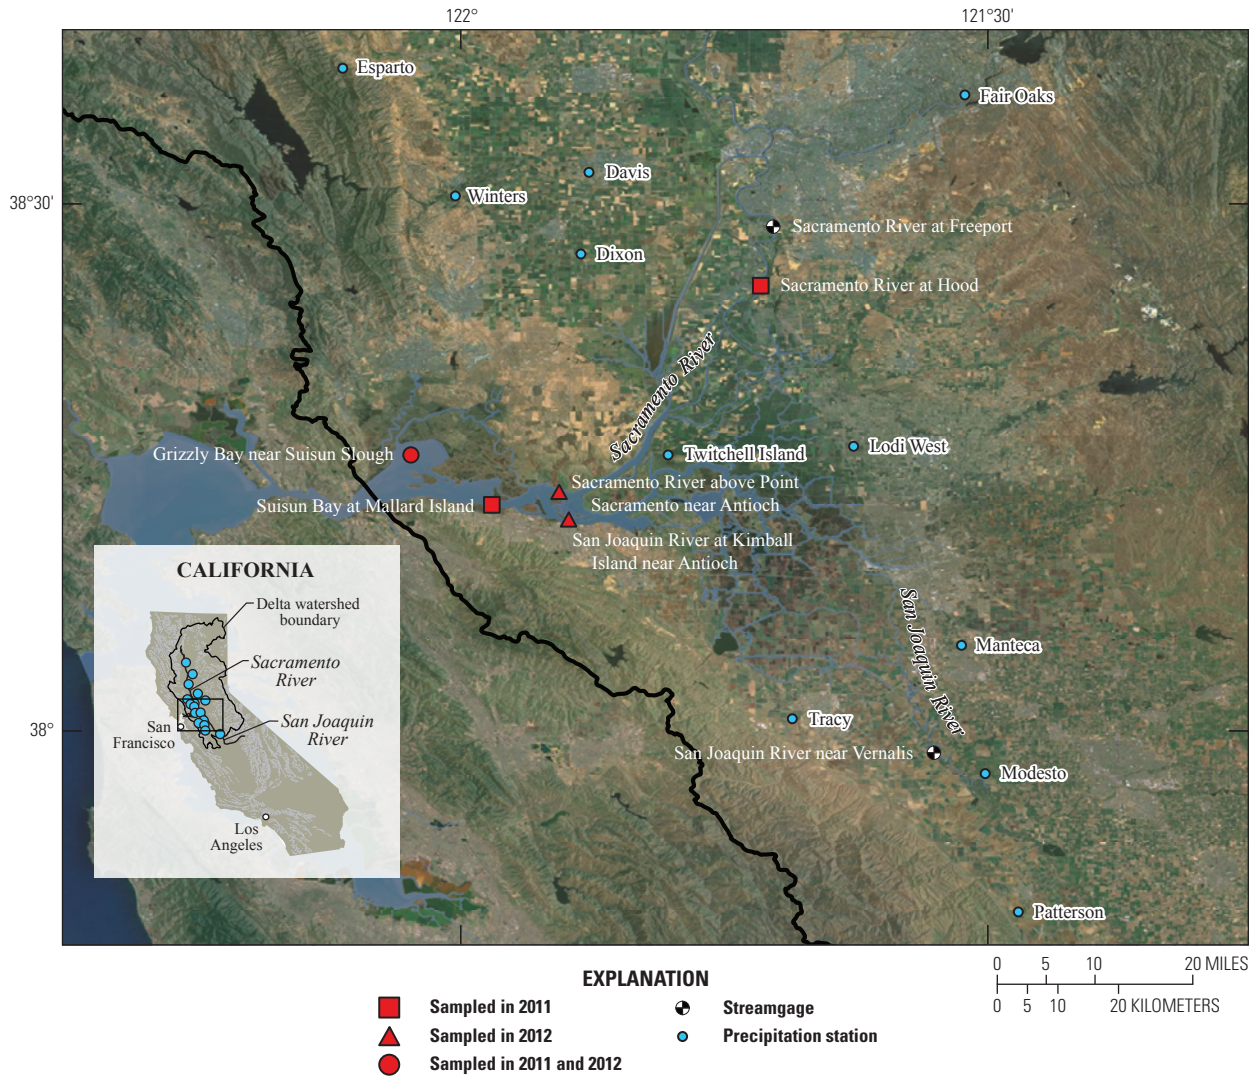 122°
121°30'
Esparto
Fair Oaks
Davis
Winters
38°30'
Sacramento River at Freeport
Dixon
Sacramento River at Hood
Sacramento River
Grizzly Bay near Suisun Slough
Twitchell Island
Lodi West
Sacramento River above Point
Sacramento near Antioch
Suisun Bay at Mallard Island
San Joaquin River at Kimball
Island near Antioch
San Joaquin River
Manteca
Tracy
38°
San Joaquin River near Vernalis
Modesto
Patterson
CALIFORNIA
Delta watershed
boundary
Sacramento
River
San Joaquin
River
San
Francisco
Los
Angeles
EXPLANATION
Sampled in 2011
Sampled in 2012
Sampled in 2011 and 2012
Streamgage
Precipitation station
0 5 10 20 MILES
0 5 10 20 KILOMETERS